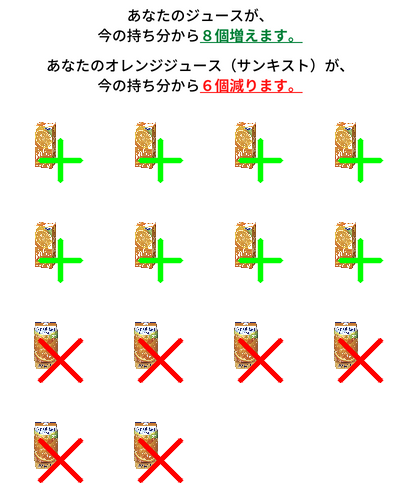 あなたのジュースが、
今の持ち分から８個増えます。
あなたのオレンジジュース（サンキスト）が、
今の持ち分から６個減ります。